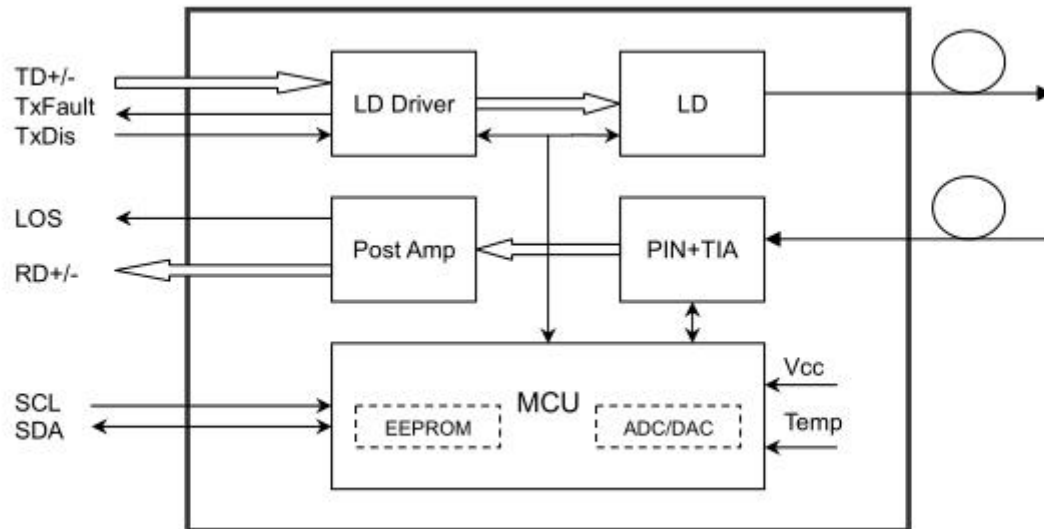 TD+/-
TxFault
TxDis
LD Driver
LD
LOS
RD+/-
Post Amp
PIN+TIA
SCL
SDA
MCU
EEPROM
ADC/DAC
Vcc
Temp